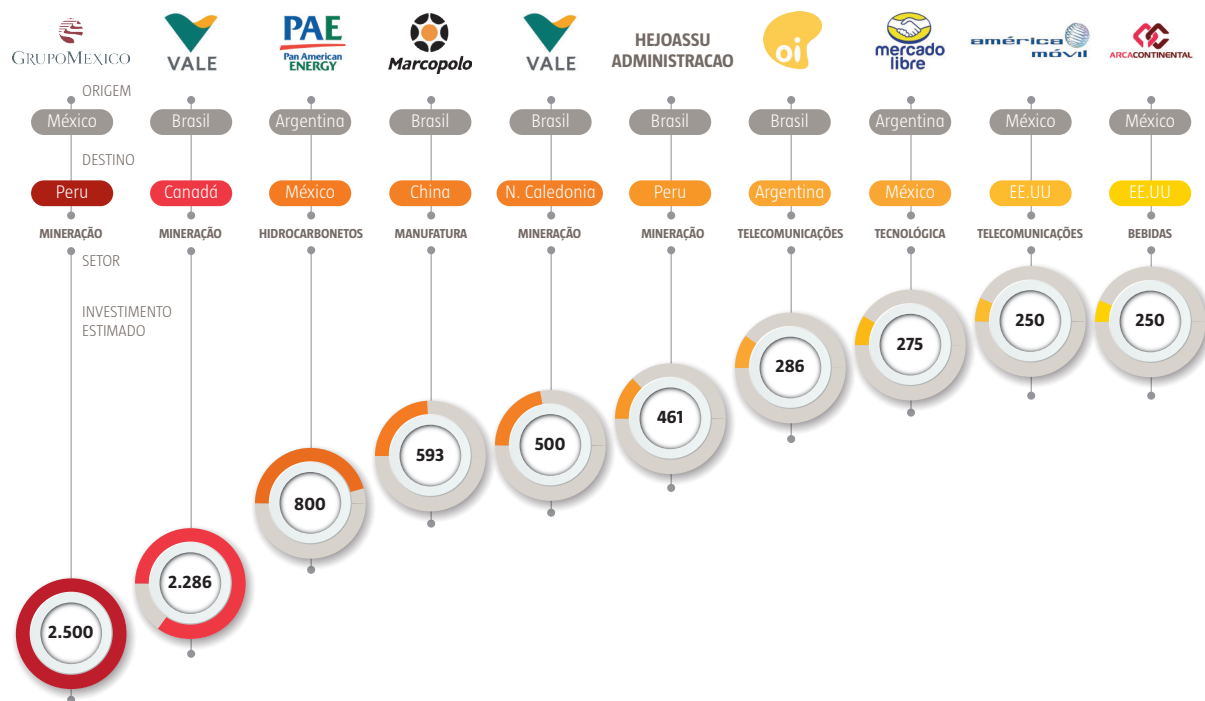 GRUPOMEXICO
VALE
PAE
Pan American
ENERGY
Marcopolo
VALE
HEJOASSU
ADMINISTRACAO
oi
mercado
libre
américa
móvil
ARCACONTINENTAL
ORIGEM
México
Brasil
Argentina
Brasil
Brasil
Brasil
Brasil
Argentina
México
México
DESTINO
Peru
Canadá
México
China
N. Caledonia
Peru
Argentina
México
EE.UU
EE.UU
MINERAÇÃO
MINERAÇÃO
HIDROCARBONETOS
MANUFATURA
MINERAÇÃO
MINERAÇÃO
TELECOMUNICAÇÕES
TECNOLÓGICA
TELECOMUNICAÇÕES
BEBIDAS
SETOR
INVESTIMENTO
ESTIMADO
2.500
2.286
800
593
500
461
286
275
250
250